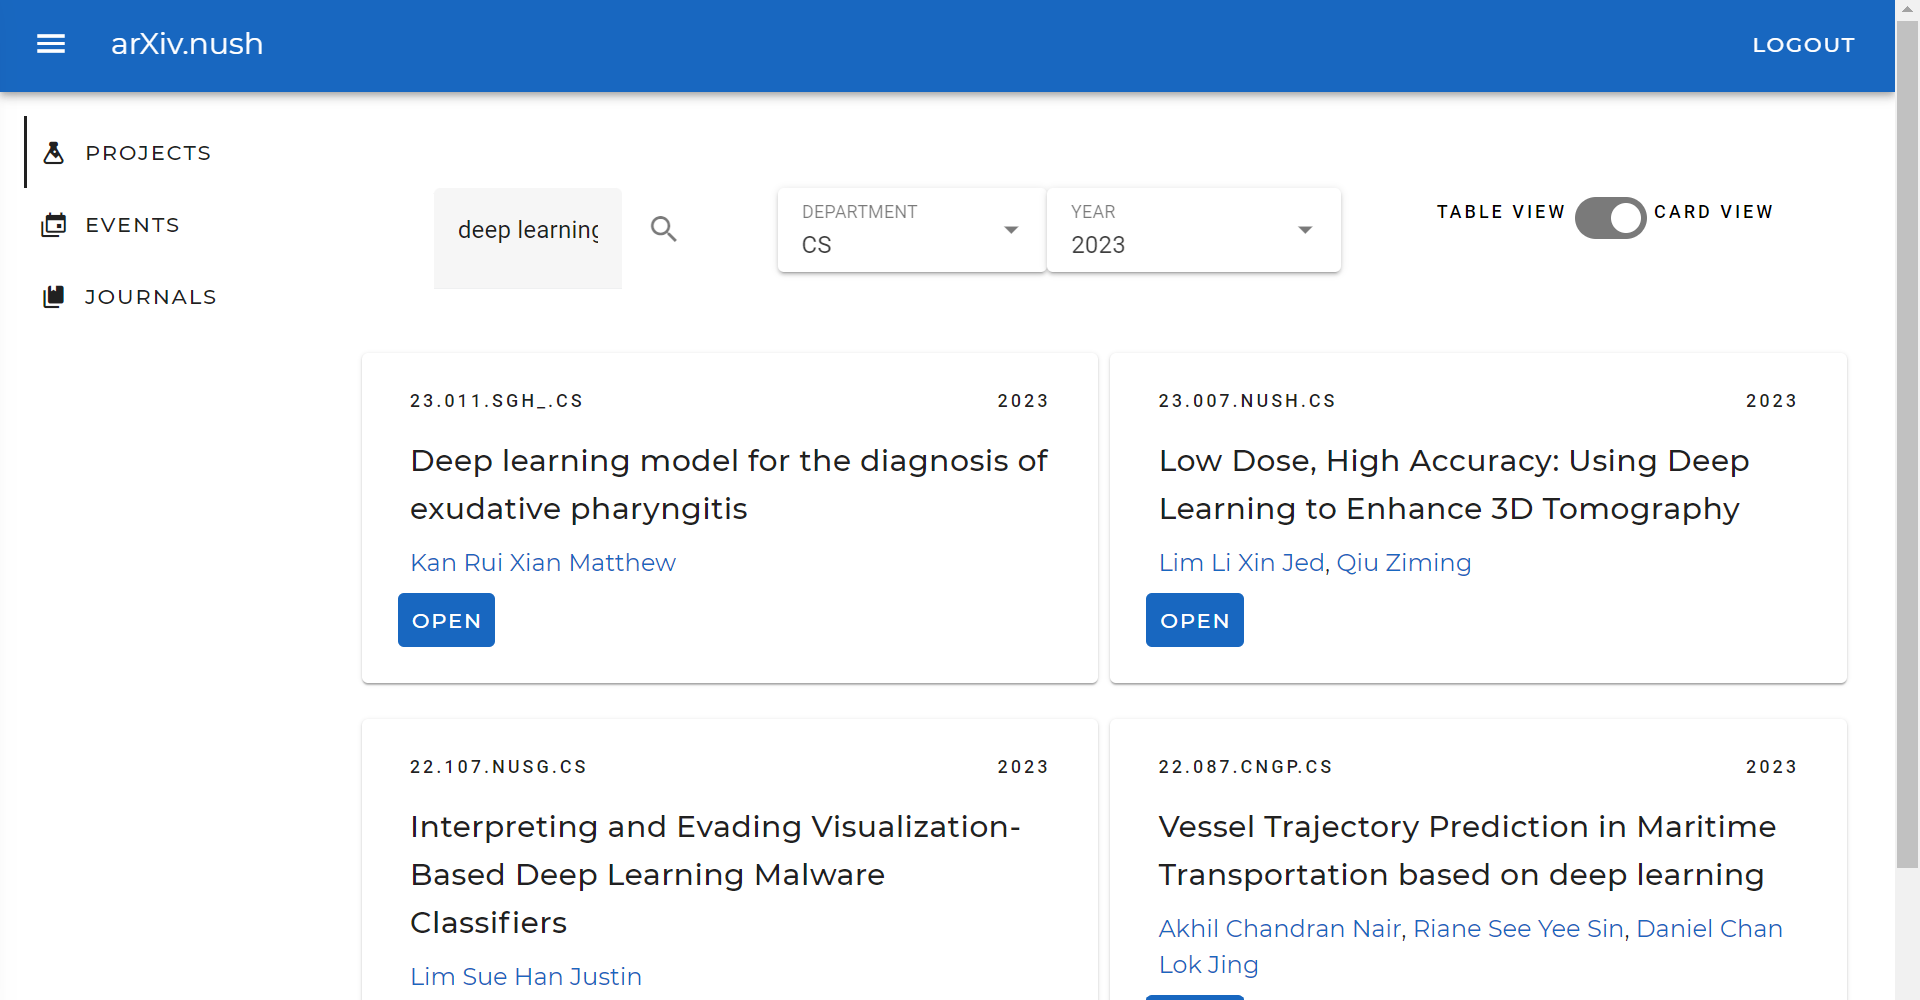 arXiv.nush
LOGOUT
PROJECTS
EVENTS
JOURNALS
deep learning
DEPARTMENT
CS
YEAR
2023
TABLE VIEW
CARD VIEW
23.011.SGH_.CS
2023
Deep learning model for the diagnosis of
exudative pharyngitis
Kan Rui Xian Matthew
OPEN
23.007.NUSH.CS
2023
Low Dose, High Accuracy: Using Deep
Learning to Enhance 3D Tomography
Lim Li Xin Jed, Qiu Ziming
OPEN
22.107.NUSG.CS
2023
Interpreting and Evading Visualization-
Based Deep Learning Malware
Classifiers
Lim Sue Han Justin
22.087.CNGP.CS
2023
Vessel Trajectory Prediction in Maritime
Transportation based on deep learning
Akhil Chandran Nair, Riane See Yee Sin, Daniel Chan
Lok Jing